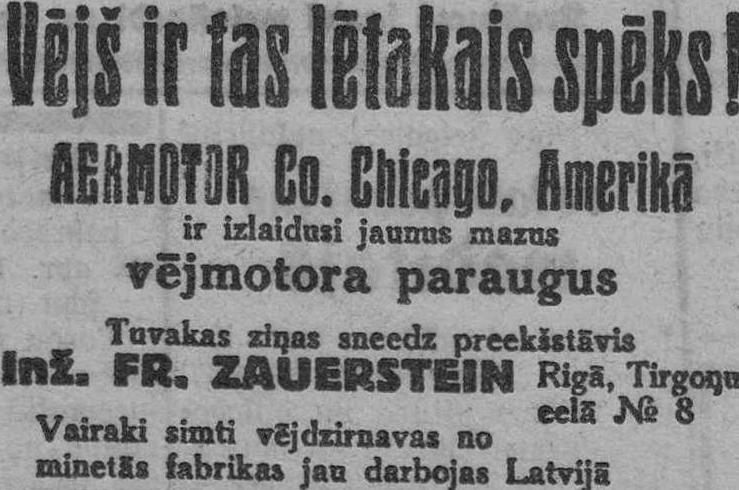 Vējš ir tas lētakais spēks!
AERMOTOR Co. Chicago, Amerikā
ir izlaidusi jaunus mazus
vējmotora paraugus
Tuvakas ziņas sneedz preekšstāvis
Inž. FR. ZAUERSTEIN Rigā, Tirgoņu
eelā № 8
Vairaki simti vējdzirnavas no
minetās fabrikas jau darbojas Latvijā